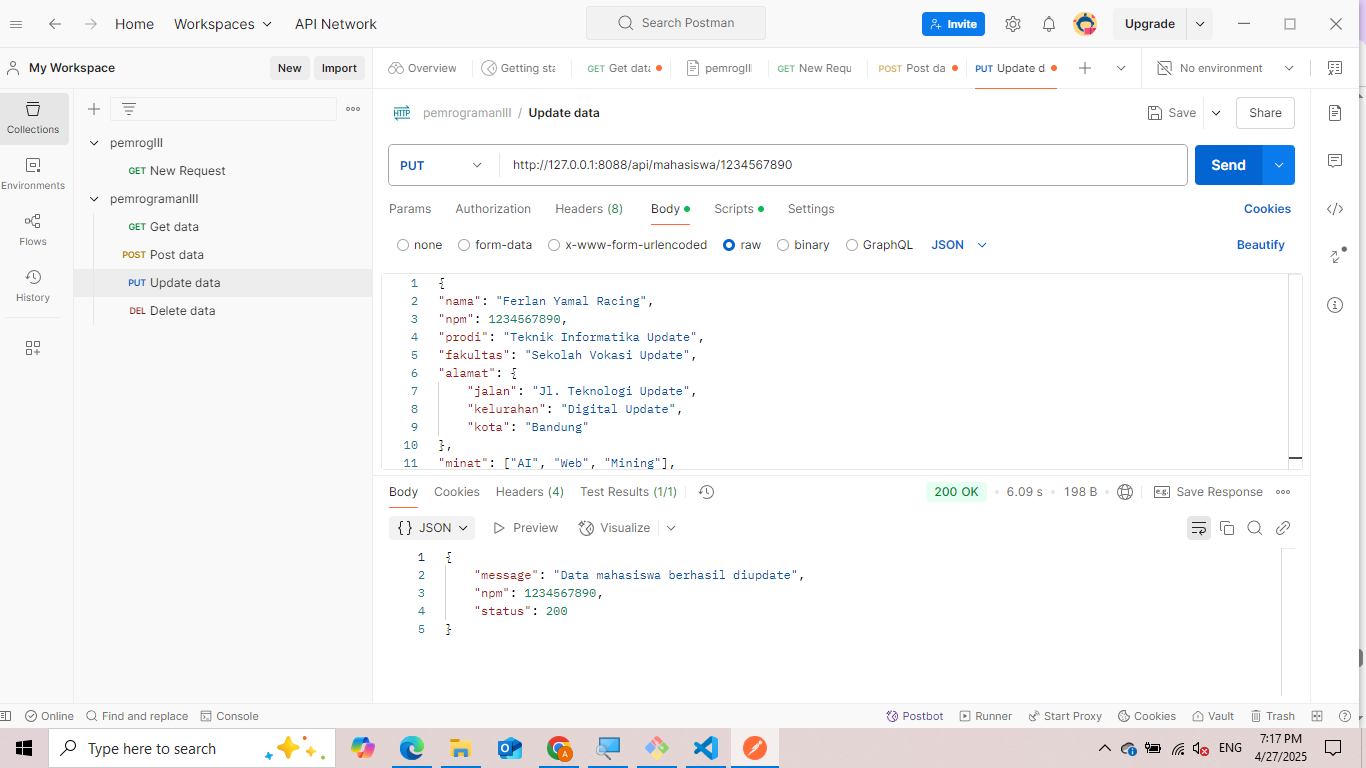 Home Workspaces API Network Search Postman Invite Upgrade
My Workspace New Import Overview Getting sta GET Get data pemrogIII GET New Requ POST Post da PUT Update d No environment
Collections
Environments
Flows
History
pemrogIII
GET New Request
pemrogramanIII
GET Get data
POST Post data
PUT Update data
DEL Delete data
HTTP pemrogramanIII / Update data Save Share
PUT http://127.0.0.1:8088/api/mahasiswa/1234567890 Send
Params Authorization Headers (8) Body Scripts Settings Cookies
none form-data x-www-form-urlencoded raw binary GraphQL JSON Beautify
1 {
2 "nama": "Ferlan Yamal Racing",
3 "npm": 1234567890,
4 "prodi": "Teknik Informatika Update",
5 "fakultas": "Sekolah Vokasi Update",
6 "alamat": {
7 "jalan": "Jl. Teknologi Update",
8 "kelurahan": "Digital Update",
9 "kota": "Bandung"
10 },
11 "minat": ["AI", "Web", "Mining"],
Body Cookies Headers (4) Test Results (1/1) 200 OK • 6.09 s • 198 B • e.g. Save Response
{} JSON Preview Visualize
1 {
2 "message": "Data mahasiswa berhasil diupdate",
3 "npm": 1234567890,
4 "status": 200
5 }
Online Find and replace Console Postbot Runner Start Proxy Cookies Vault Trash
Type here to search ENG 7:17 PM
4/27/2025